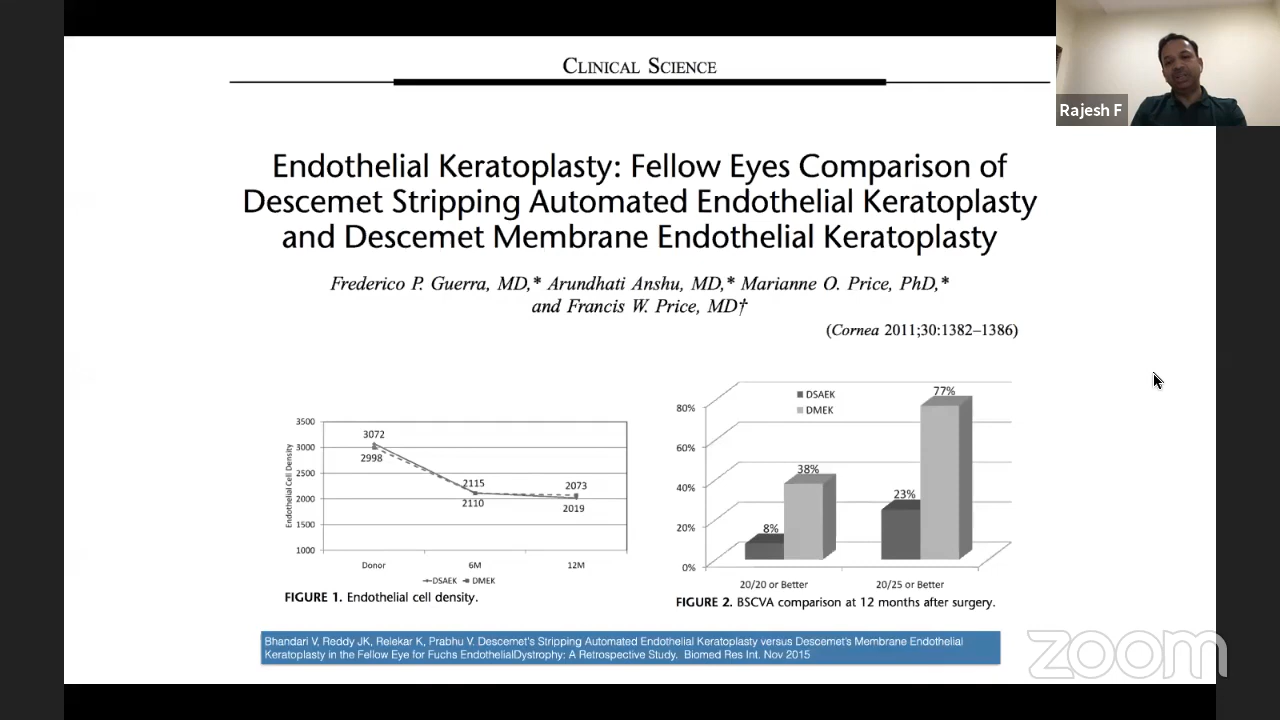 CLINICAL SCIENCE
Rajesh F
Endothelial Keratoplasty: Fellow Eyes Comparison of
Descemet Stripping Automated Endothelial Keratoplasty
and Descemet Membrane Endothelial Keratoplasty
Frederico P. Guerra, MD,* Arundhati Anshu, MD,* Marianne O. Price, PhD,*
and Francis W. Price, MD†
(Cornea 2011;30:1382–1386)
Endothelial Cell Density
3500
3000
2500
2000
1500
1000
3072
2998
2115
2110
2073
2019
Donor 6M 12M
DSAEK DMEK
FIGURE 1. Endothelial cell density.
80%
60%
40%
20%
0%
DSAEK
DMEK
8%
38%
23%
77%
20/20 or Better 20/25 or Better
FIGURE 2. BSCVA comparison at 12 months after surgery.
Bhandari V, Reddy JK, Relekar K, Prabhu V. Descemet's Stripping Automated Endothelial Keratoplasty versus Descemet's Membrane Endothelial
Keratoplasty in the Fellow Eye for Fuchs EndothelialDystrophy: A Retrospective Study. Biomed Res Int. Nov 2015
zoom